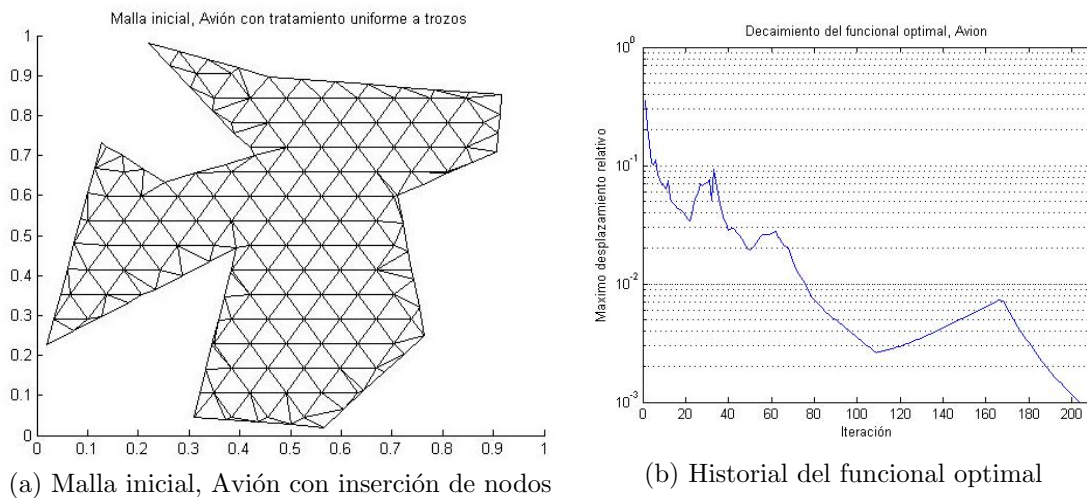 Malla inicial, Avión con tratamiento uniforme a trozos
1
0.9
0.8
0.7
0.6
0.5
0.4
0.3
0.2
0.1
0
0 0.1 0.2 0.3 0.4 0.5 0.6 0.7 0.8 0.9 1
(a) Malla inicial, Avión con inserción de nodos
Decaimiento del funcional optimal, Avion
Maximo desplazamiento relativo
10^0
10^-1
10^-2
10^-3
0 20 40 60 80 100 120 140 160 180 200
Iteración
(b) Historial del funcional optimal